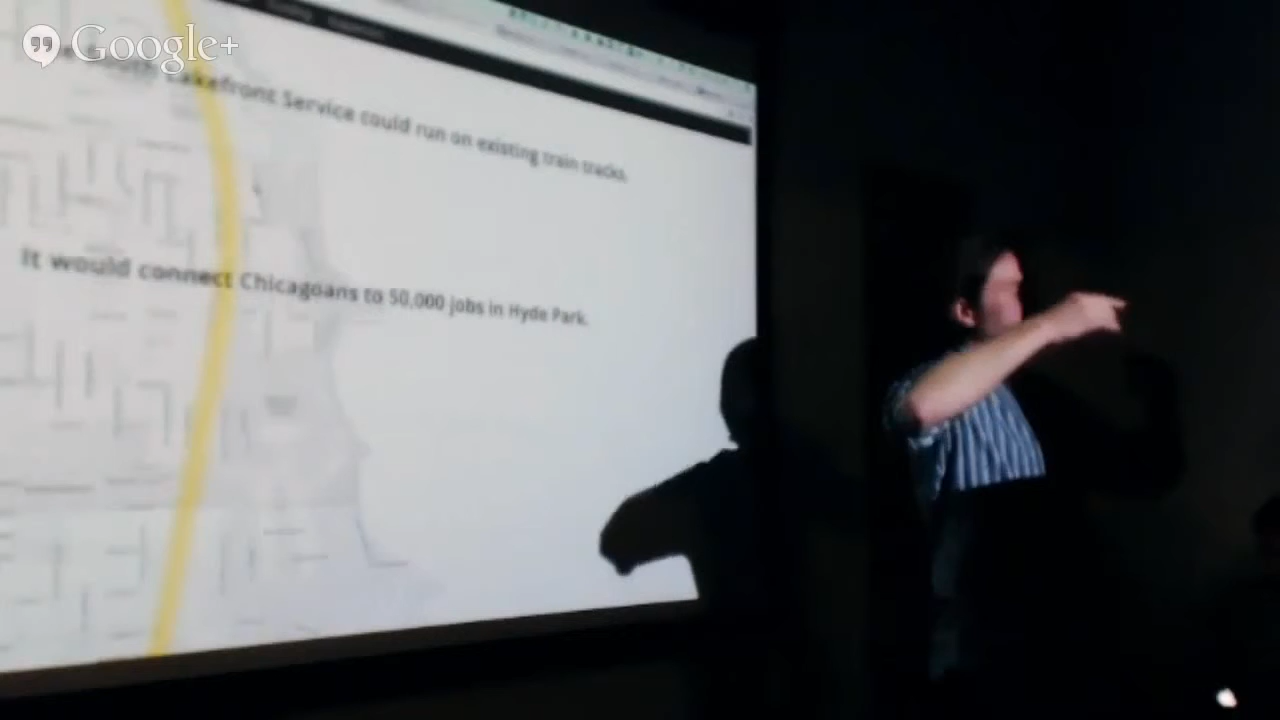 Google+
Lakefront Service could run on existing train tracks.
It would connect Chicagoans to 50,000 jobs in Hyde Park.